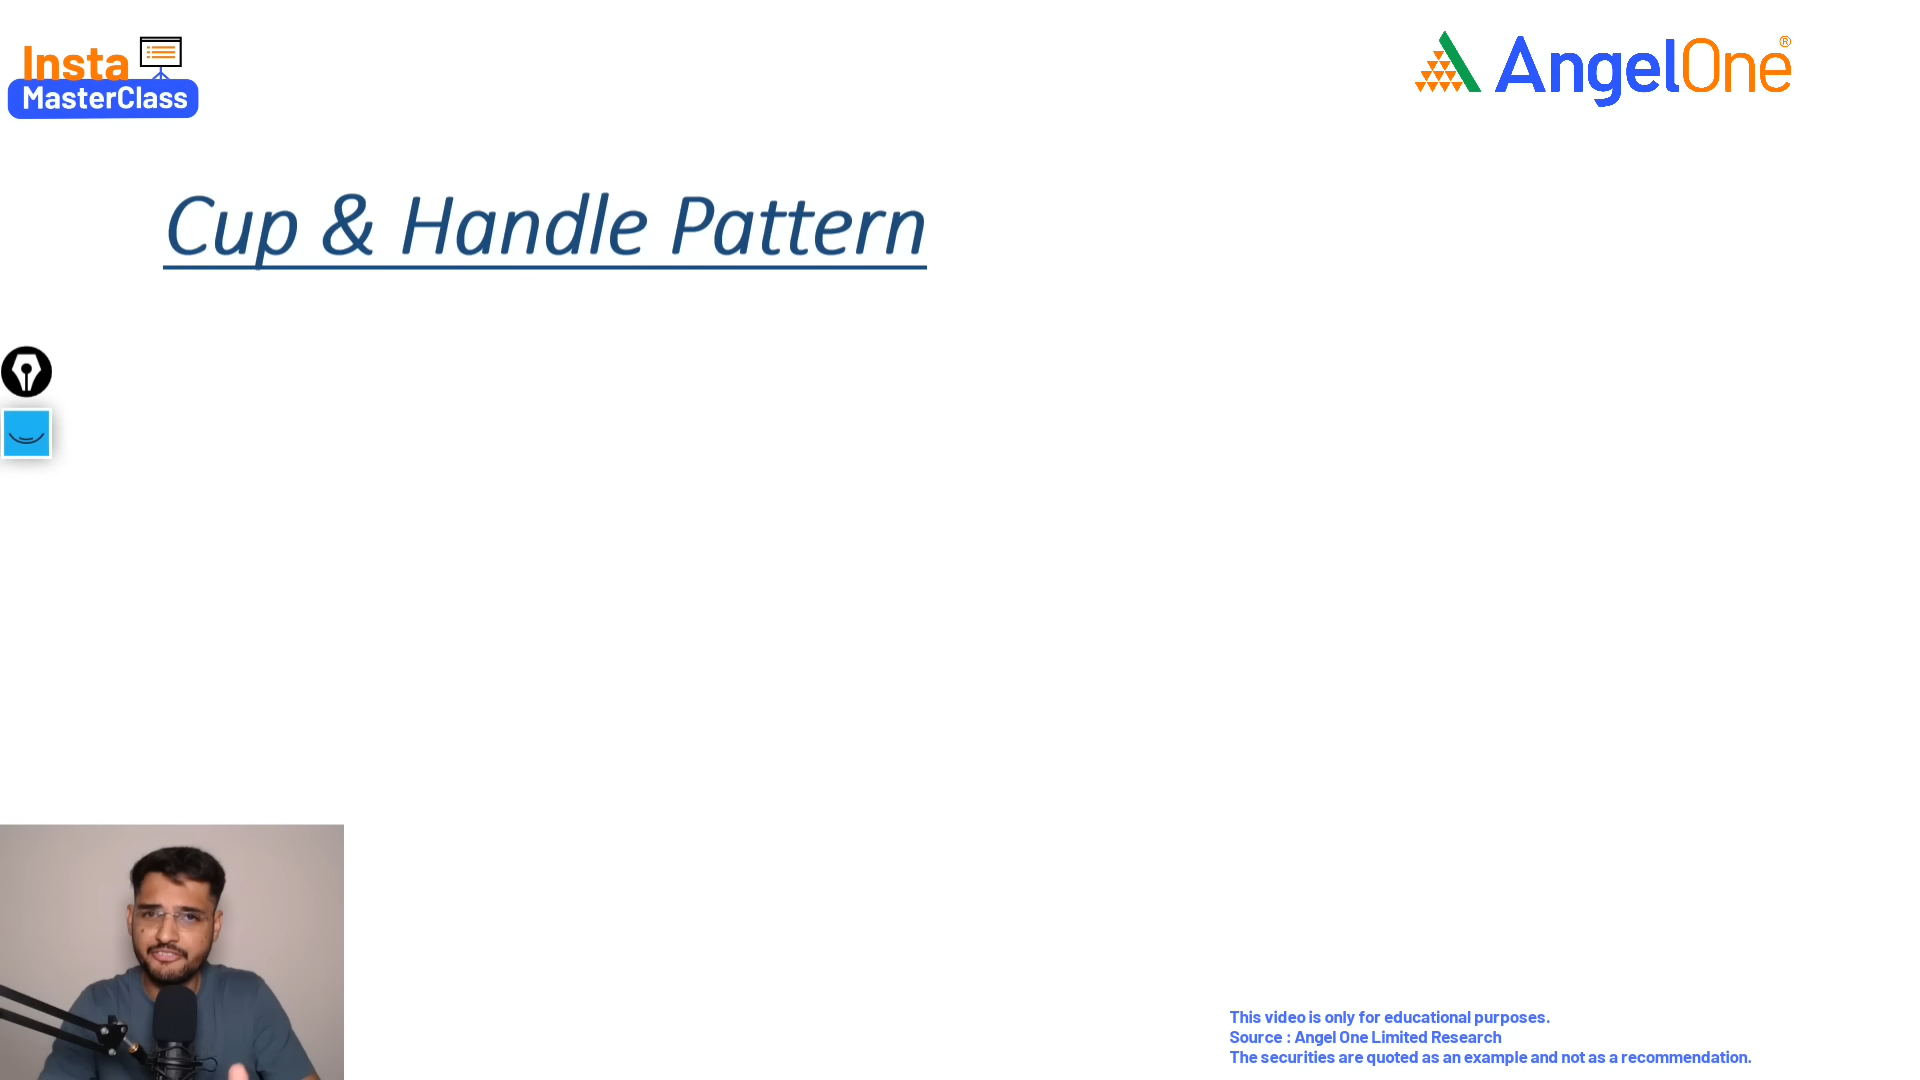 Insta
MasterClass
AngelOne®
Cup & Handle Pattern
This video is only for educational purposes.
Source : Angel One Limited Research
The securities are quoted as an example and not as a recommendation.